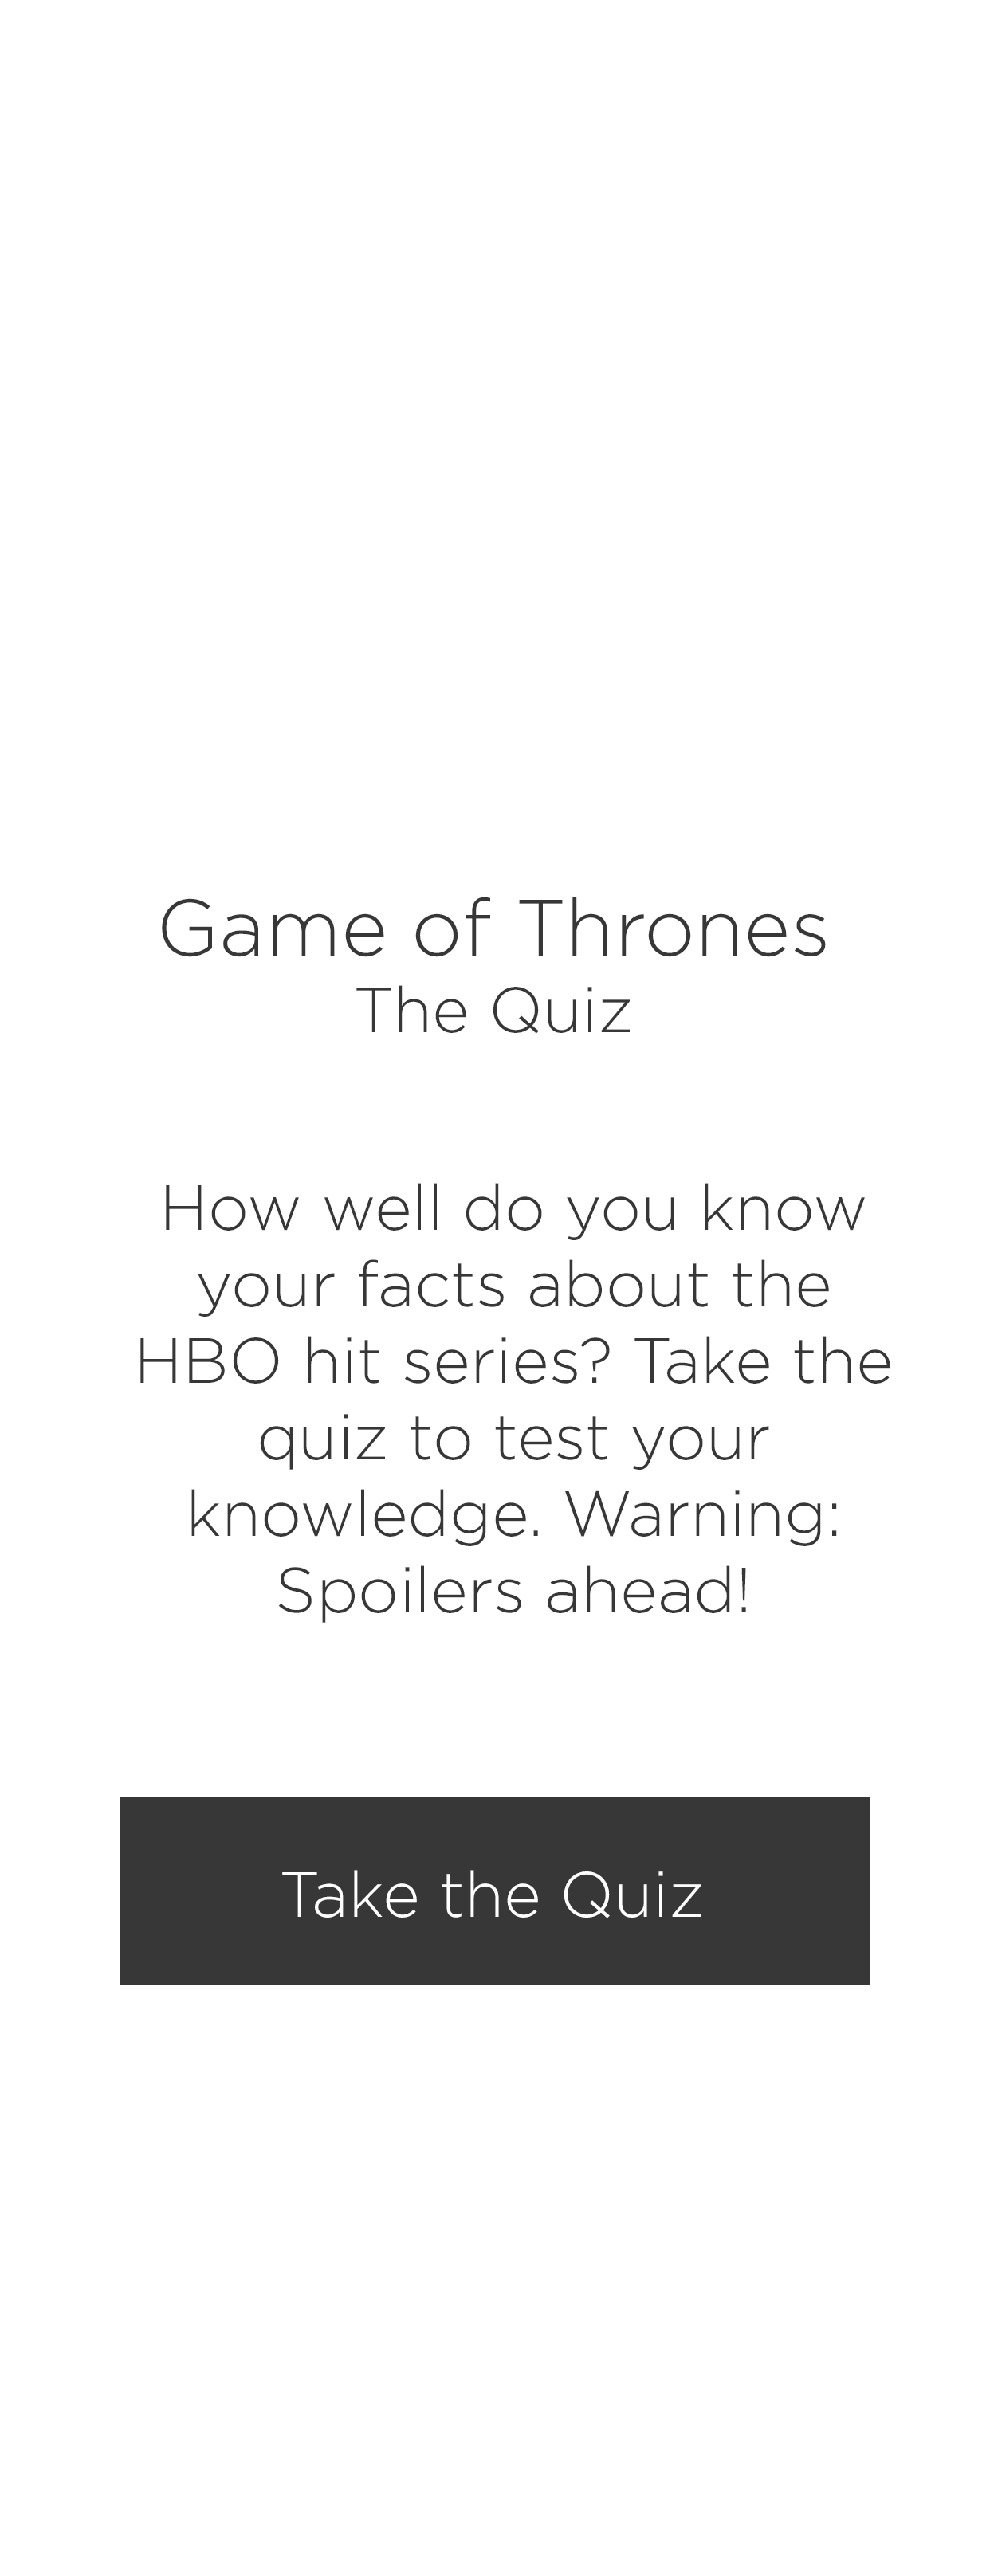 Game of Thrones
The Quiz
How well do you know
your facts about the
HBO hit series? Take the
quiz to test your
knowledge. Warning:
Spoilers ahead!
Take the Quiz